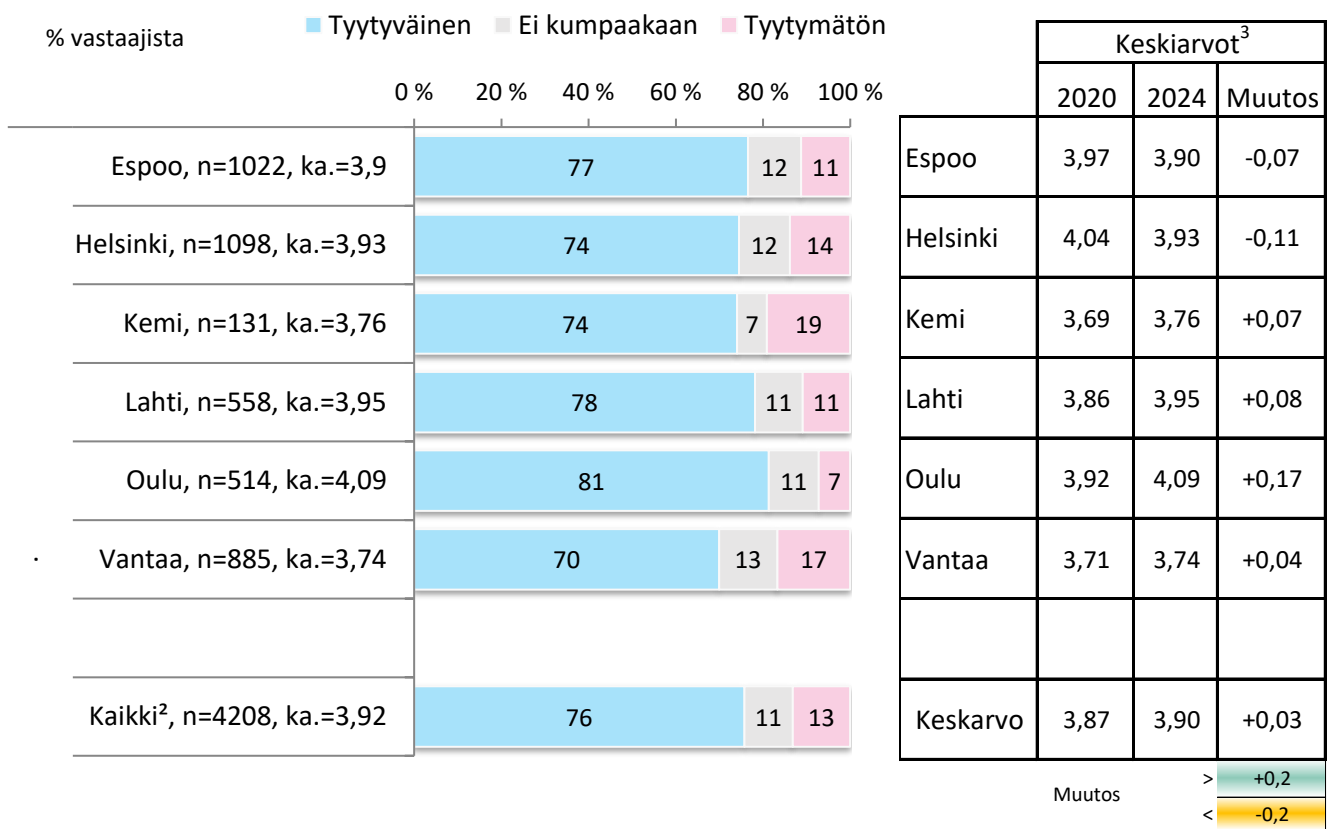 % vastaajista
Tyytyväinen Ei kumpaakaan Tyytymätön
0 % 20 % 40 % 60 % 80 % 100 %
Espoo, n=1022, ka.=3,9 77 12 11
Helsinki, n=1098, ka.=3,93 74 12 14
Kemi, n=131, ka.=3,76 74 7 19
Lahti, n=558, ka.=3,95 78 11 11
Oulu, n=514, ka.=4,09 81 11 7
. Vantaa, n=885, ka.=3,74 70 13 17
Kaikki², n=4208, ka.=3,92 76 11 13
Keskiarvot³
2020 2024 Muutos
Espoo 3,97 3,90 -0,07
Helsinki 4,04 3,93 -0,11
Kemi 3,69 3,76 +0,07
Lahti 3,86 3,95 +0,08
Oulu 3,92 4,09 +0,17
Vantaa 3,71 3,74 +0,04
Keskarvo 3,87 3,90 +0,03
Muutos > +0,2
< -0,2